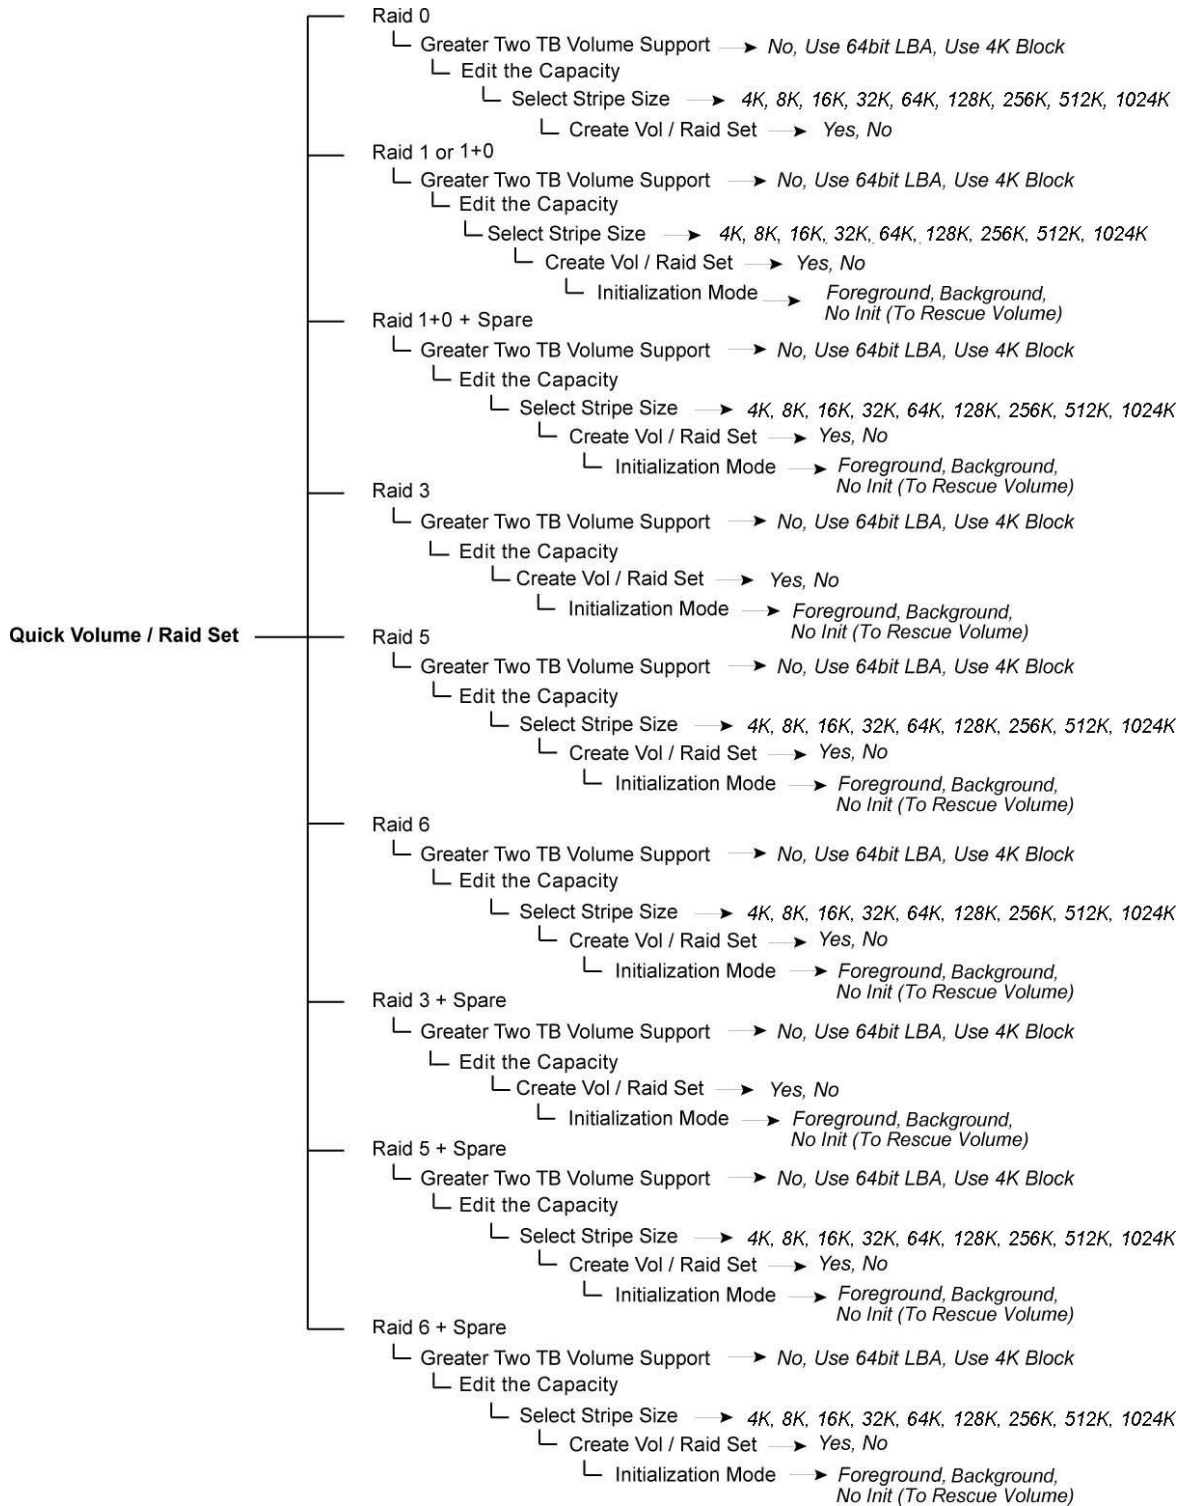 Raid 0
Greater Two TB Volume Support No, Use 64bit LBA, Use 4K Block
Edit the Capacity
Select Stripe Size 4K, 8K, 16K, 32K, 64K, 128K, 256K, 512K, 1024K
Create Vol / Raid Set Yes, No
Raid 1 or 1+0
Greater Two TB Volume Support No, Use 64bit LBA, Use 4K Block
Edit the Capacity
Select Stripe Size 4K, 8K, 16K, 32K, 64K, 128K, 256K, 512K, 1024K
Create Vol / Raid Set Yes, No
Initialization Mode Foreground, Background,
No Init (To Rescue Volume)
Raid 1+0 + Spare
Greater Two TB Volume Support No, Use 64bit LBA, Use 4K Block
Edit the Capacity
Select Stripe Size 4K, 8K, 16K, 32K, 64K, 128K, 256K, 512K, 1024K
Create Vol / Raid Set Yes, No
Initialization Mode Foreground, Background,
No Init (To Rescue Volume)
Raid 3
Greater Two TB Volume Support No, Use 64bit LBA, Use 4K Block
Edit the Capacity
Create Vol / Raid Set Yes, No
Initialization Mode Foreground, Background,
No Init (To Rescue Volume)
Quick Volume / Raid Set
Raid 5
Greater Two TB Volume Support No, Use 64bit LBA, Use 4K Block
Edit the Capacity
Select Stripe Size 4K, 8K, 16K, 32K, 64K, 128K, 256K, 512K, 1024K
Create Vol / Raid Set Yes, No
Initialization Mode Foreground, Background,
No Init (To Rescue Volume)
Raid 6
Greater Two TB Volume Support No, Use 64bit LBA, Use 4K Block
Edit the Capacity
Select Stripe Size 4K, 8K, 16K, 32K, 64K, 128K, 256K, 512K, 1024K
Create Vol / Raid Set Yes, No
Initialization Mode Foreground, Background,
No Init (To Rescue Volume)
Raid 3 + Spare
Greater Two TB Volume Support No, Use 64bit LBA, Use 4K Block
Edit the Capacity
Create Vol / Raid Set Yes, No
Initialization Mode Foreground, Background,
No Init (To Rescue Volume)
Raid 5 + Spare
Greater Two TB Volume Support No, Use 64bit LBA, Use 4K Block
Edit the Capacity
Select Stripe Size 4K, 8K, 16K, 32K, 64K, 128K, 256K, 512K, 1024K
Create Vol / Raid Set Yes, No
Initialization Mode Foreground, Background,
No Init (To Rescue Volume)
Raid 6 + Spare
Greater Two TB Volume Support No, Use 64bit LBA, Use 4K Block
Edit the Capacity
Select Stripe Size 4K, 8K, 16K, 32K, 64K, 128K, 256K, 512K, 1024K
Create Vol / Raid Set Yes, No
Initialization Mode Foreground, Background,
No Init (To Rescue Volume)